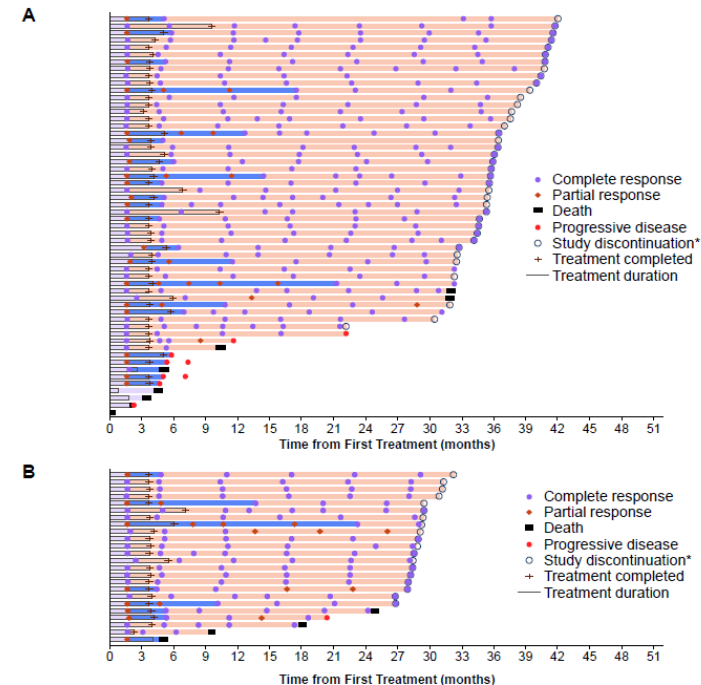 A
Complete response
Partial response
Death
Progressive disease
Study discontinuation*
Treatment completed
Treatment duration
0 3 6 9 12 15 18 21 24 27 30 33 36 39 42 45 48 51
Time from First Treatment (months)
B
Complete response
Partial response
Death
Progressive disease
Study discontinuation*
Treatment completed
Treatment duration
0 3 6 9 12 15 18 21 24 27 30 33 36 39 42 45 48 51
Time from First Treatment (months)